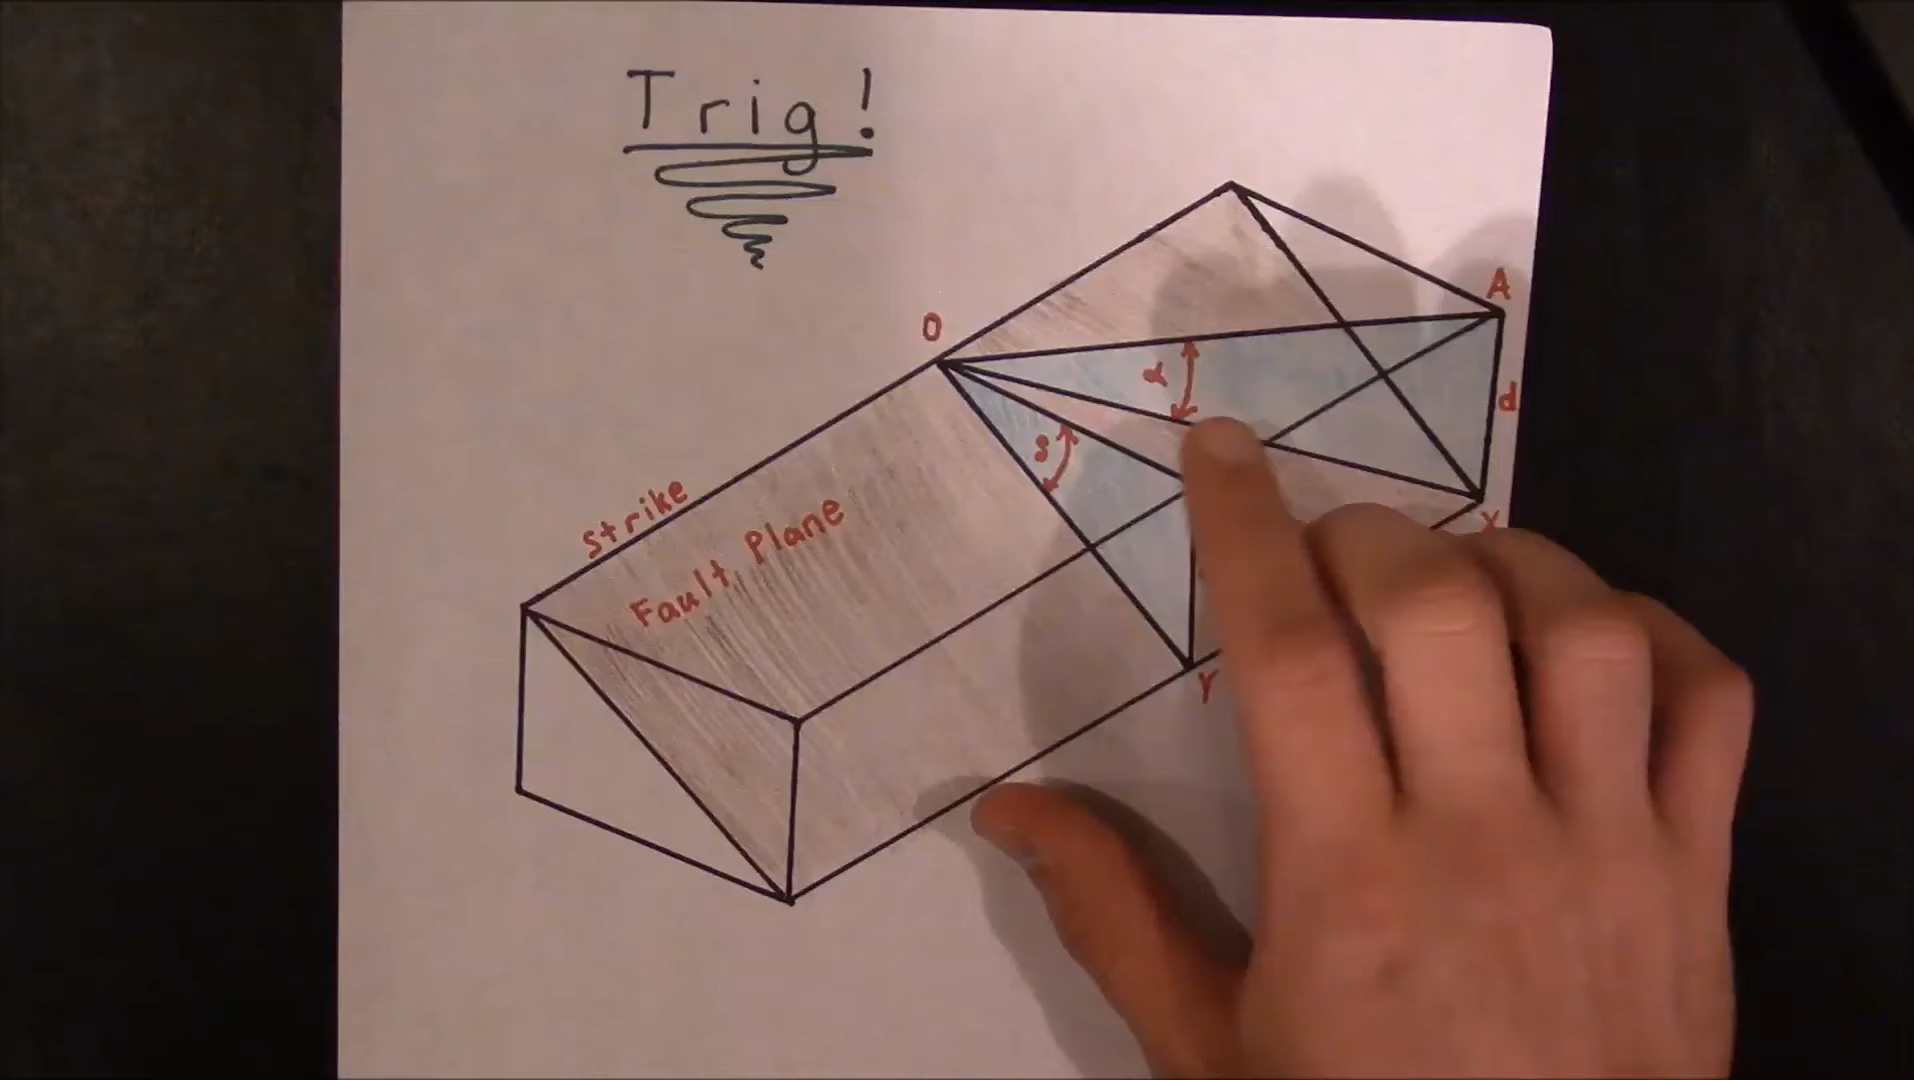 Trig!
O
A
α
d
δ
strike
Fault Plane
X
Y